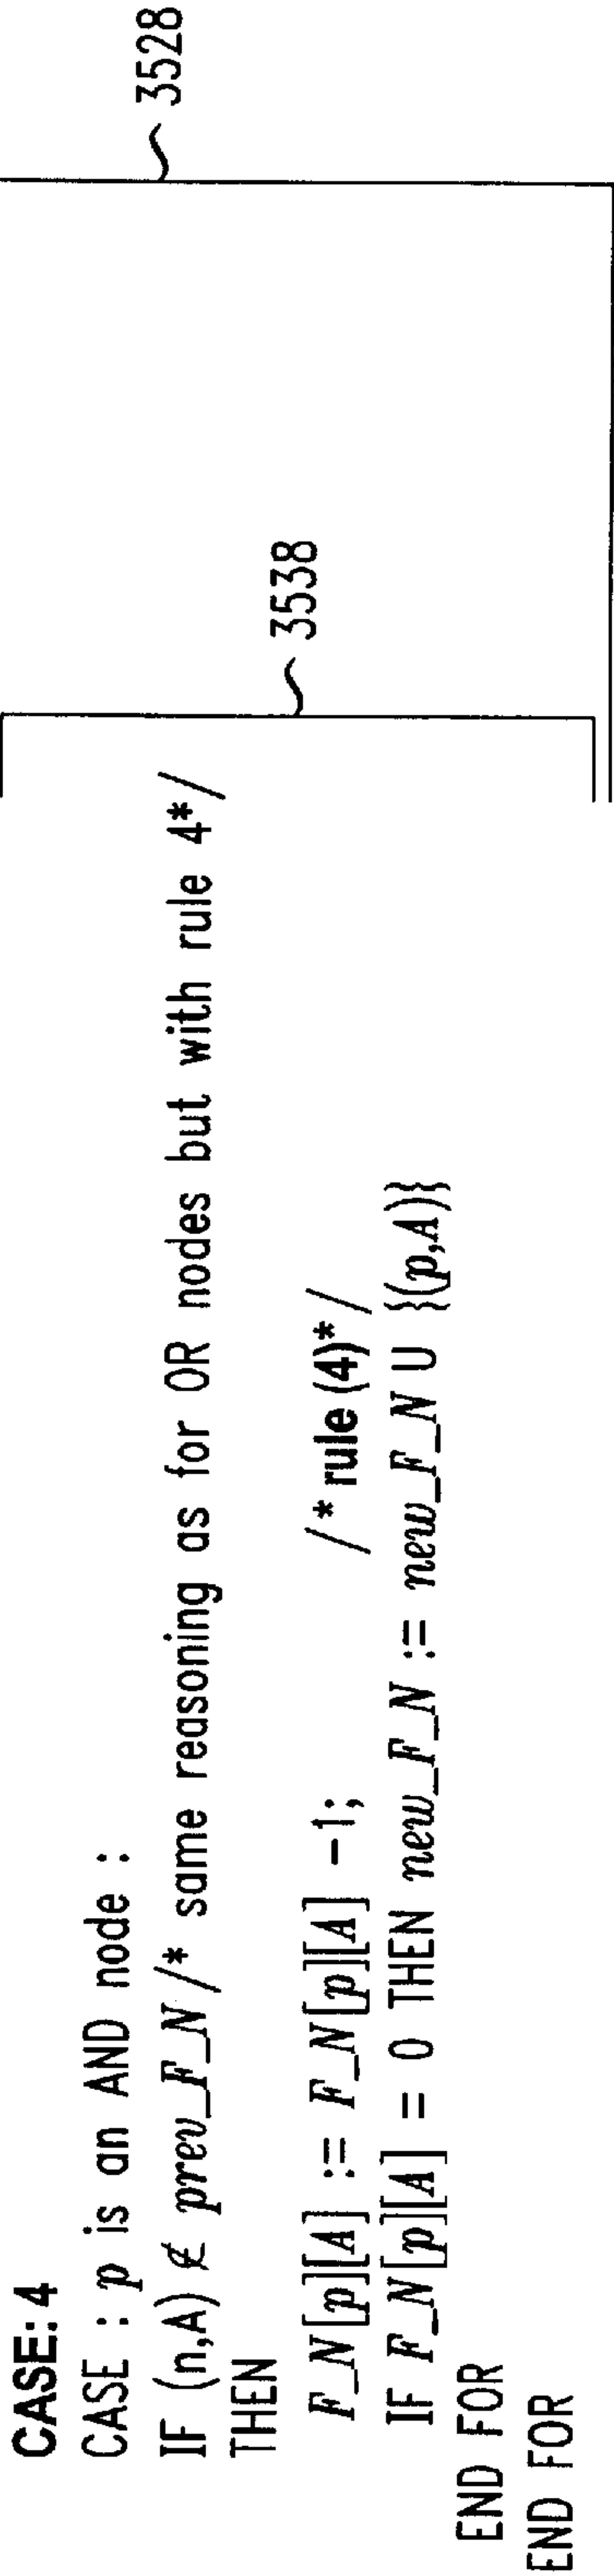 CASE: 4
CASE : p is an AND node :
IF (n,A) ∉ prev_F_N /* same reasoning as for OR nodes but with rule 4*/
THEN
F_N[p][A] := F_N[p][A] -1; /* rule (4)* /
IF F_N[p][A] = 0 THEN new_F_N := new_F_N U {(p,A)}
END FOR
END FOR
3538
3528